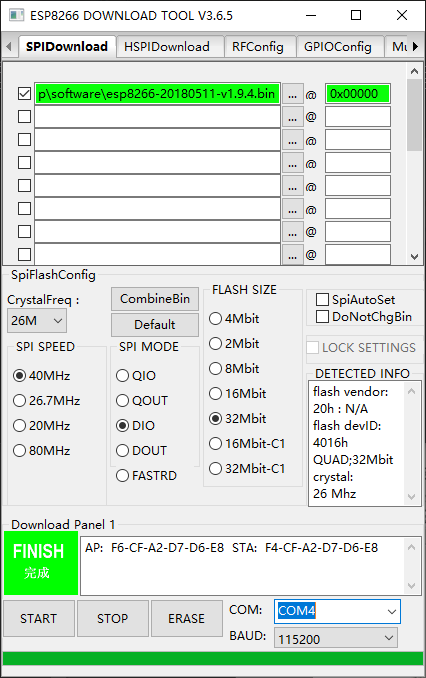 ESP8266 DOWNLOAD TOOL V3.6.5
SPIDownload HSPIDownload RFConfig GPIOConfig Mu
p\software\esp8266-20180511-v1.9.4.bin ... @ 0x00000
... @
... @
... @
... @
... @
... @
... @
SpiFlashConfig
CrystalFreq :
26M
CombineBin
Default
SPI SPEED
40MHz
26.7MHz
20MHz
80MHz
SPI MODE
QIO
QOUT
DIO
DOUT
FASTRD
FLASH SIZE
4Mbit
2Mbit
8Mbit
16Mbit
32Mbit
16Mbit-C1
32Mbit-C1
SpiAutoSet
DoNotChgBin
LOCK SETTINGS
DETECTED INFO
flash vendor:
20h : N/A
flash devID:
4016h
QUAD;32Mbit
crystal:
26 Mhz
Download Panel 1
FINISH
完成
AP: F6-CF-A2-D7-D6-E8 STA: F4-CF-A2-D7-D6-E8
START STOP ERASE
COM: COM4
BAUD: 115200